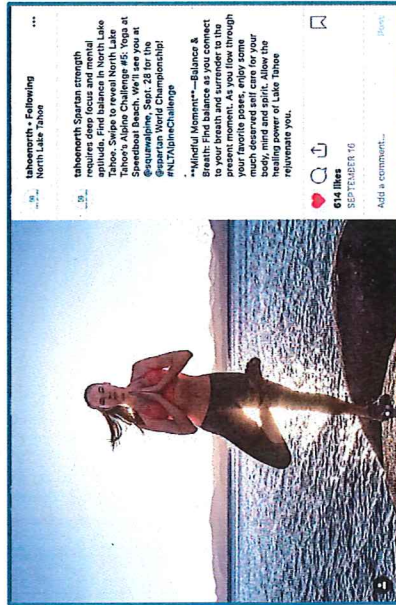 tahoenorth • Following
North Lake Tahoe
tahoenorth Spartan strength
requires deep focus and mental
aptitude. Find balance in North Lake
Tahoe. Swipe to reveal North Lake
Tahoe's Alpine Challenge #5: Yoga at
Speedboat Beach. We'll see you at
@squawalpine, Sept. 28 for the
@spartan World Championship!
#NLTAlpineChallenge
**Mindful Moment**—Balance &
Breath: Find balance as you connect
to your breath and surrender to the
present moment. As you flow through
your favorite poses, enjoy some
much deserved self care for your
body, mind and spirit. Allow the
healing power of Lake Tahoe
rejuvenate you.
614 likes
SEPTEMBER 16
Add a comment...
Post